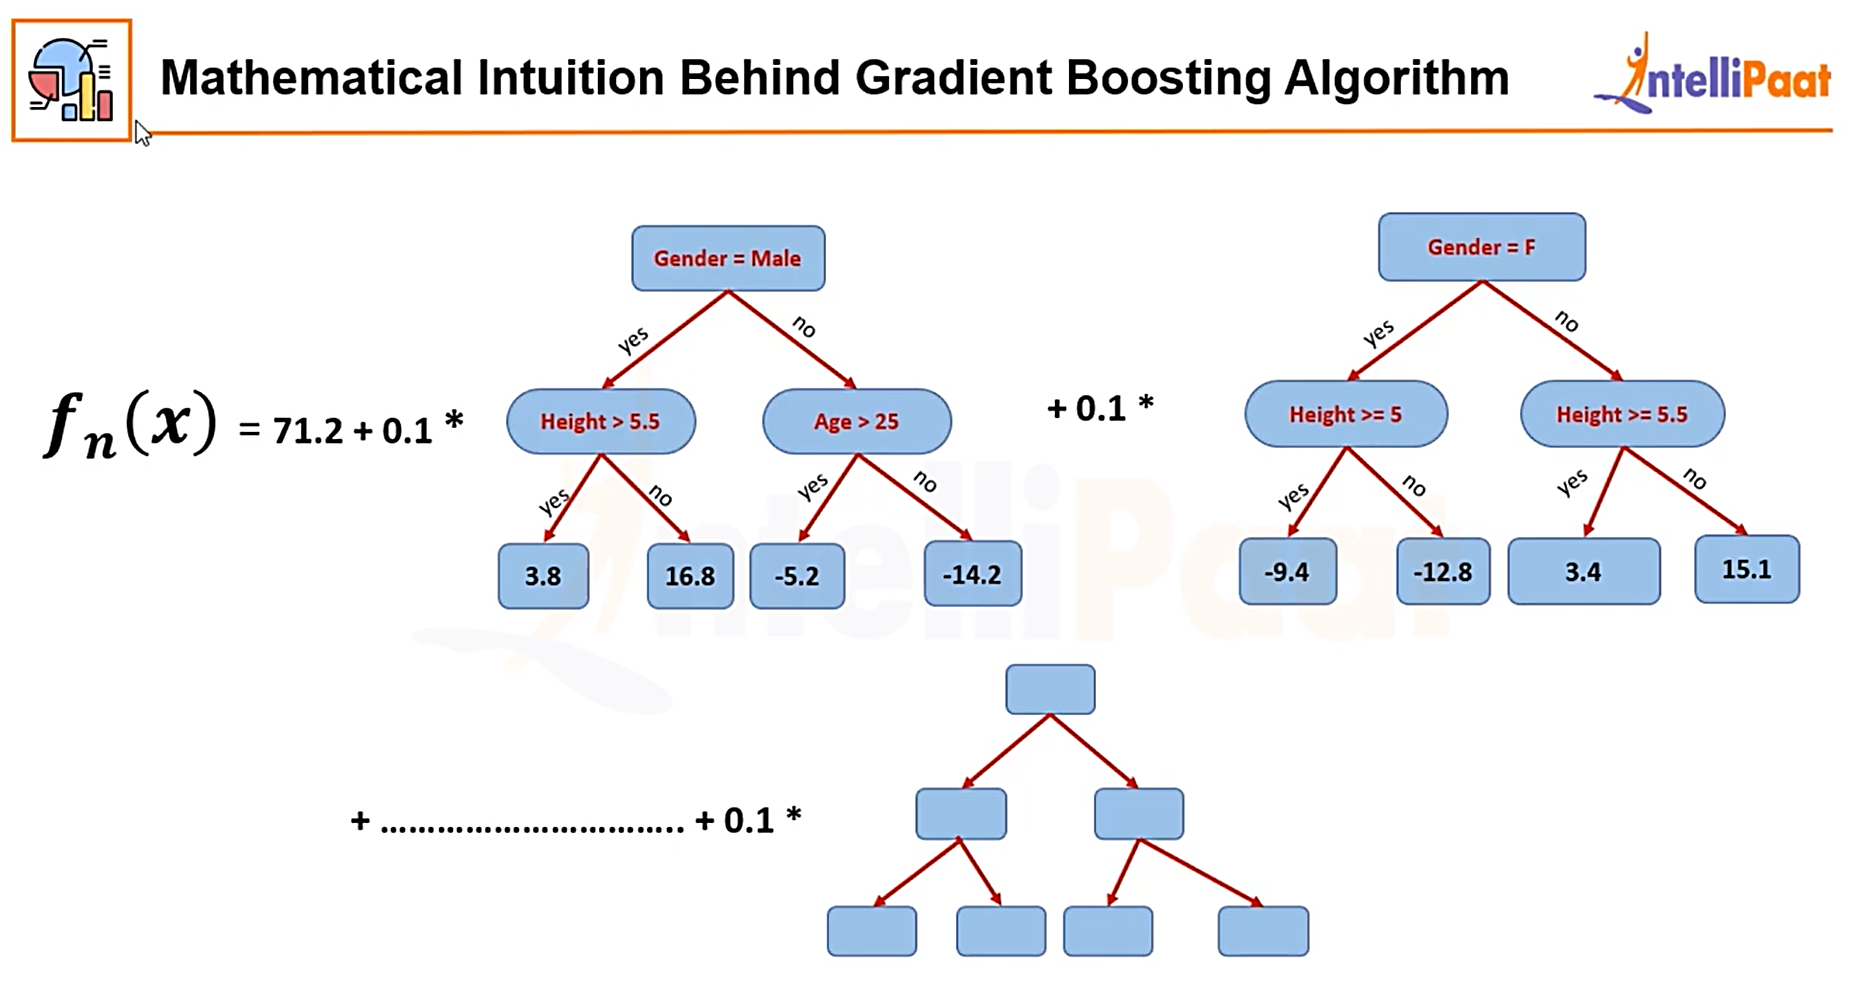 Mathematical Intuition Behind Gradient Boosting Algorithm
IntelliPaat
Gender = Male
yes
no
Height > 5.5
Age > 25
yes
no
yes
no
3.8
16.8
-5.2
-14.2
fn(x) = 71.2 + 0.1 *
+ 0.1 *
Gender = F
yes
no
Height >= 5
Height >= 5.5
yes
no
yes
no
-9.4
-12.8
3.4
15.1
IntelliPaat
+ ................................ + 0.1 *